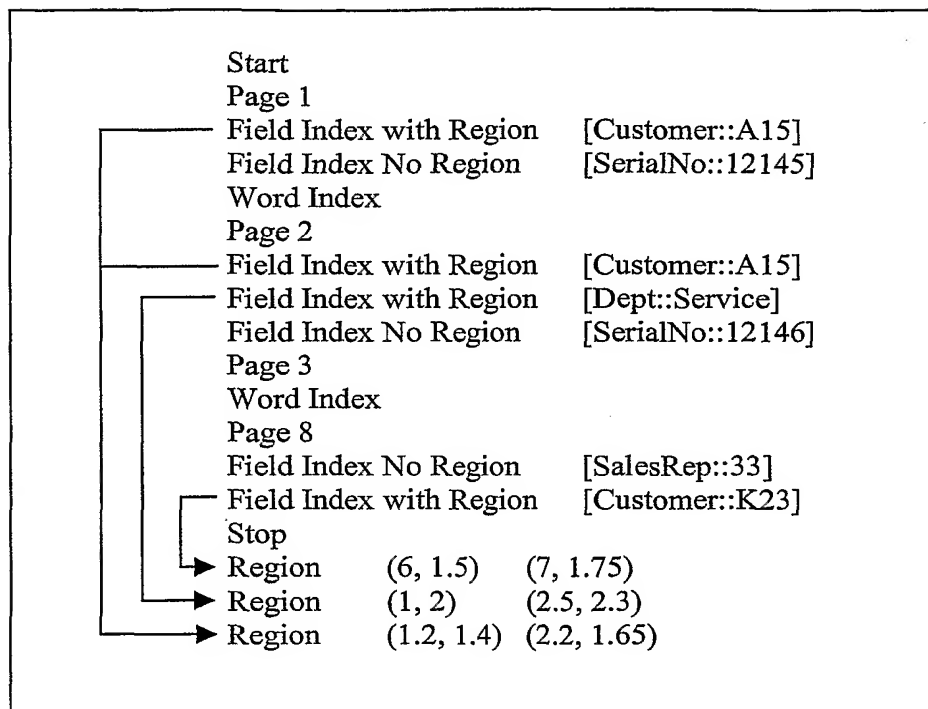 Start
Page 1
Field Index with Region [Customer::A15]
Field Index No Region [SerialNo::12145]
Word Index
Page 2
Field Index with Region [Customer::A15]
Field Index with Region [Dept::Service]
Field Index No Region [SerialNo::12146]
Page 3
Word Index
Page 8
Field Index No Region [SalesRep::33]
Field Index with Region [Customer::K23]
Stop
Region (6, 1.5) (7, 1.75)
Region (1, 2) (2.5, 2.3)
Region (1.2, 1.4) (2.2, 1.65)